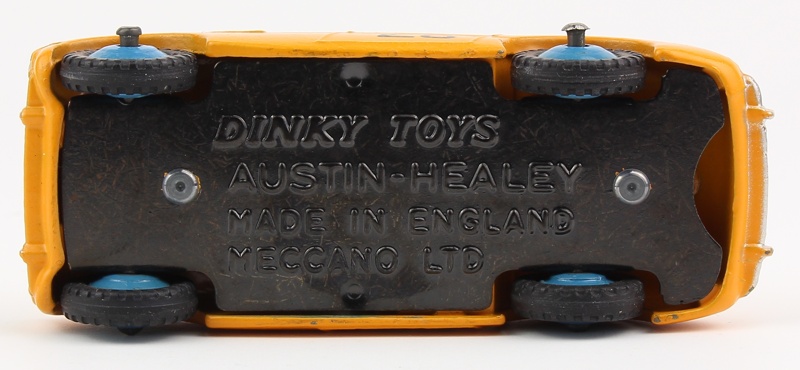 DINKY TOYS
AUSTIN-HEALEY
MADE IN ENGLAND
MECCANO LTD